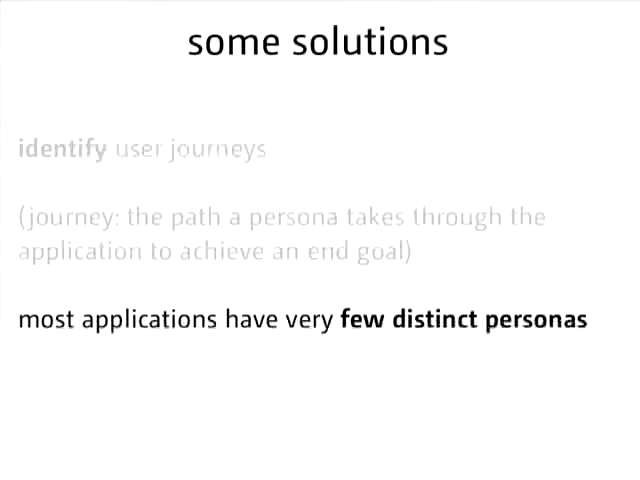 some solutions
identify user journeys
(journey: the path a persona takes through the
application to achieve an end goal)
most applications have very few distinct personas